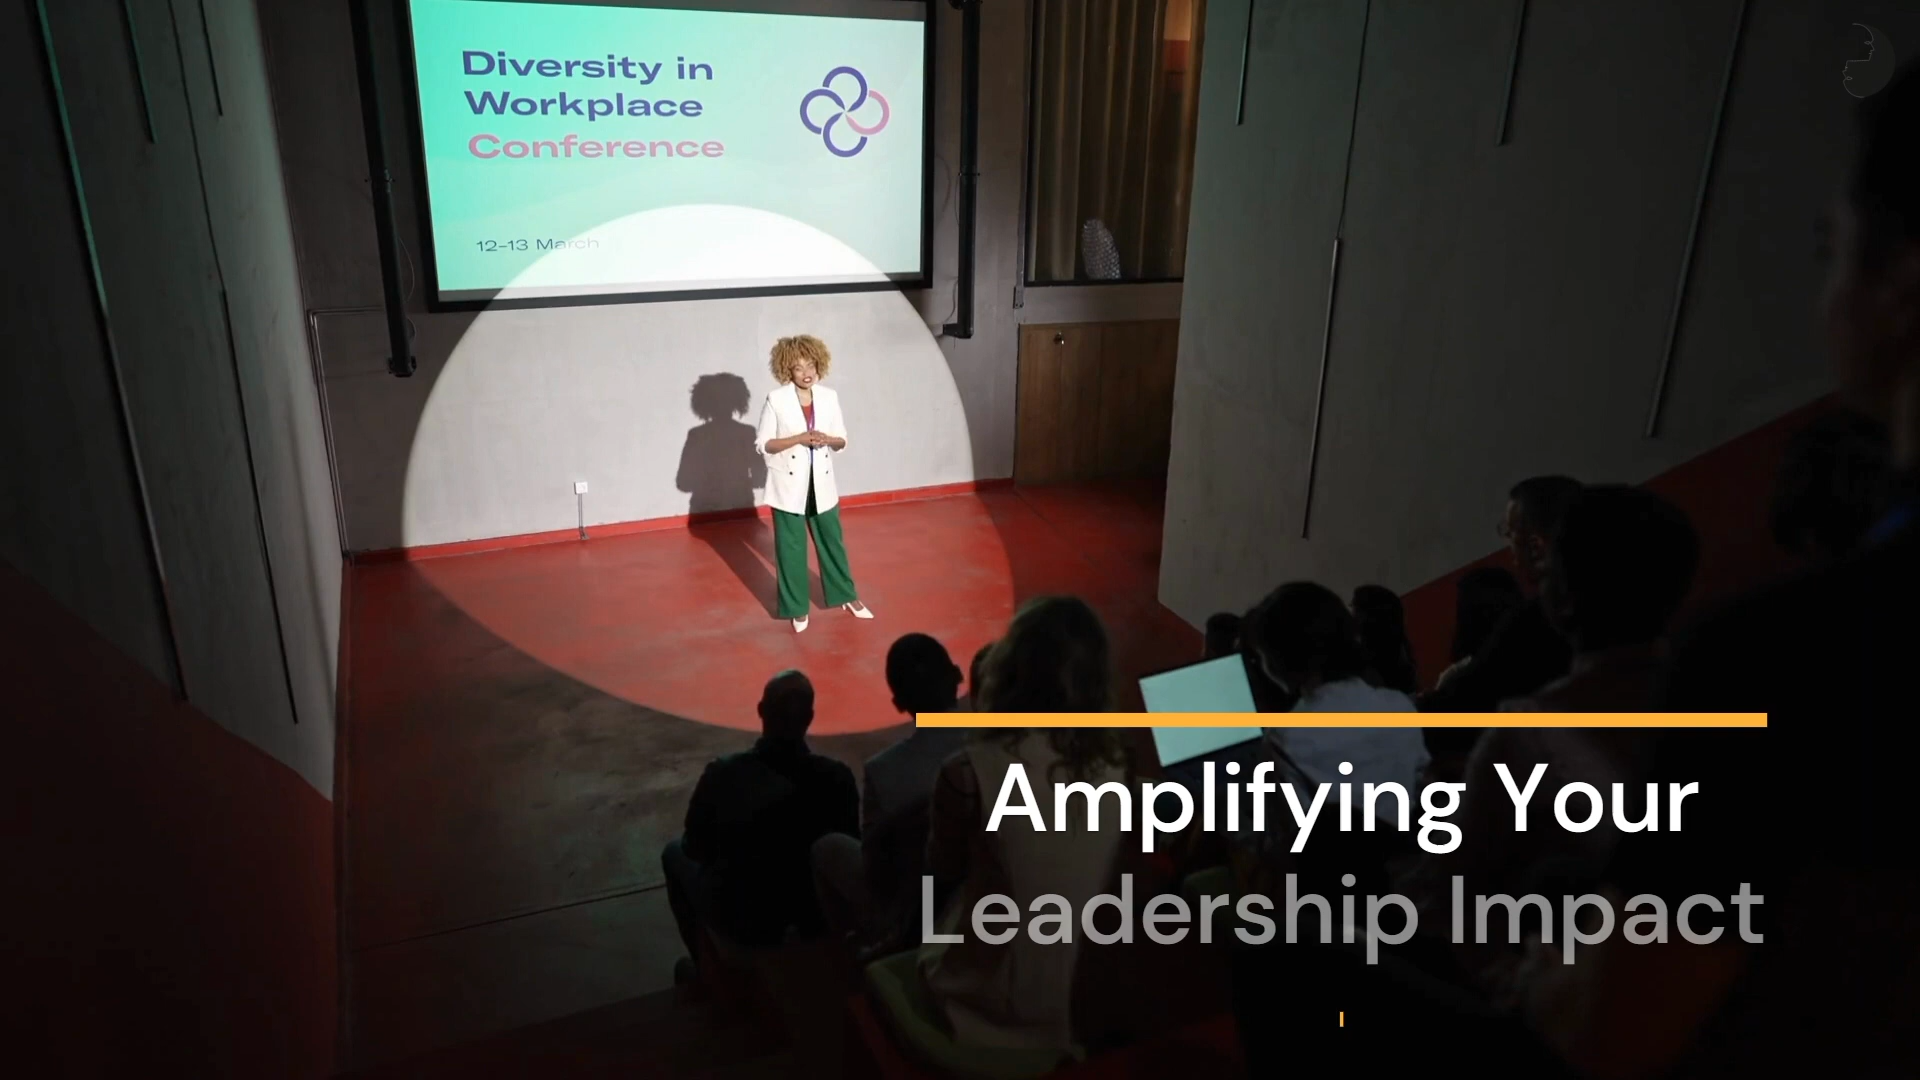 Diversity in
Workplace
Conference
12–13 March
Amplifying Your
Leadership Impact